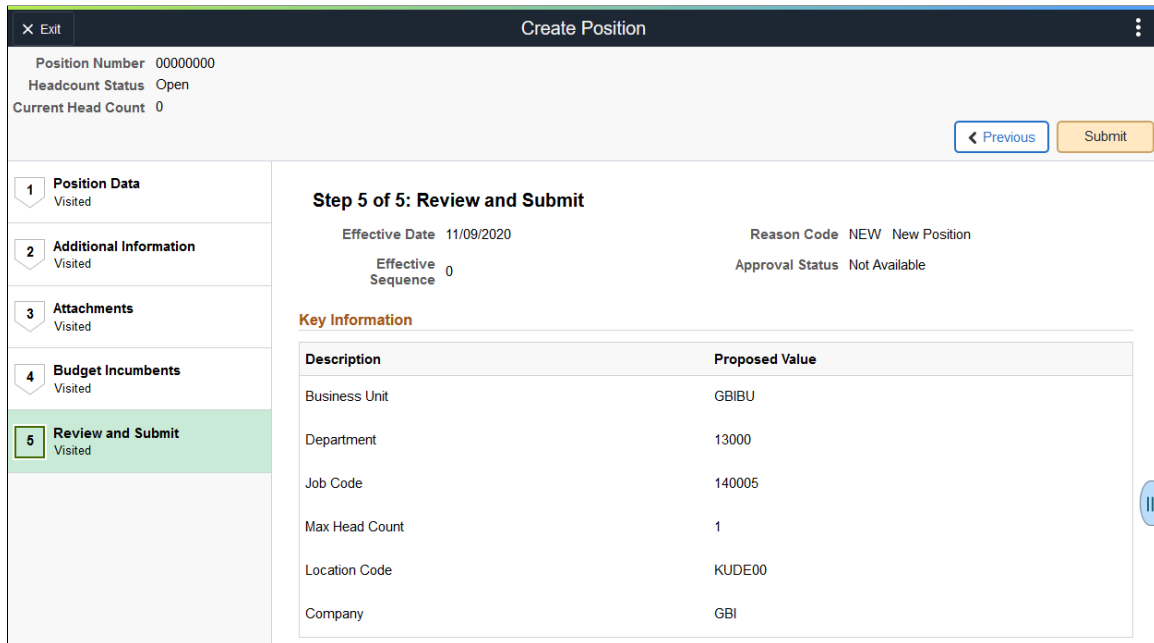 Exit
Create Position
Position Number 00000000
Headcount Status Open
Current Head Count 0
Previous
Submit
1 Position Data
Visited
2 Additional Information
Visited
3 Attachments
Visited
4 Budget Incumbents
Visited
5 Review and Submit
Visited
Step 5 of 5: Review and Submit
Effective Date 11/09/2020
Reason Code NEW New Position
Effective
Sequence 0
Approval Status Not Available
Key Information
Description Proposed Value
Business Unit GBIBU
Department 13000
Job Code 140005
Max Head Count 1
Location Code KUDE00
Company GBI